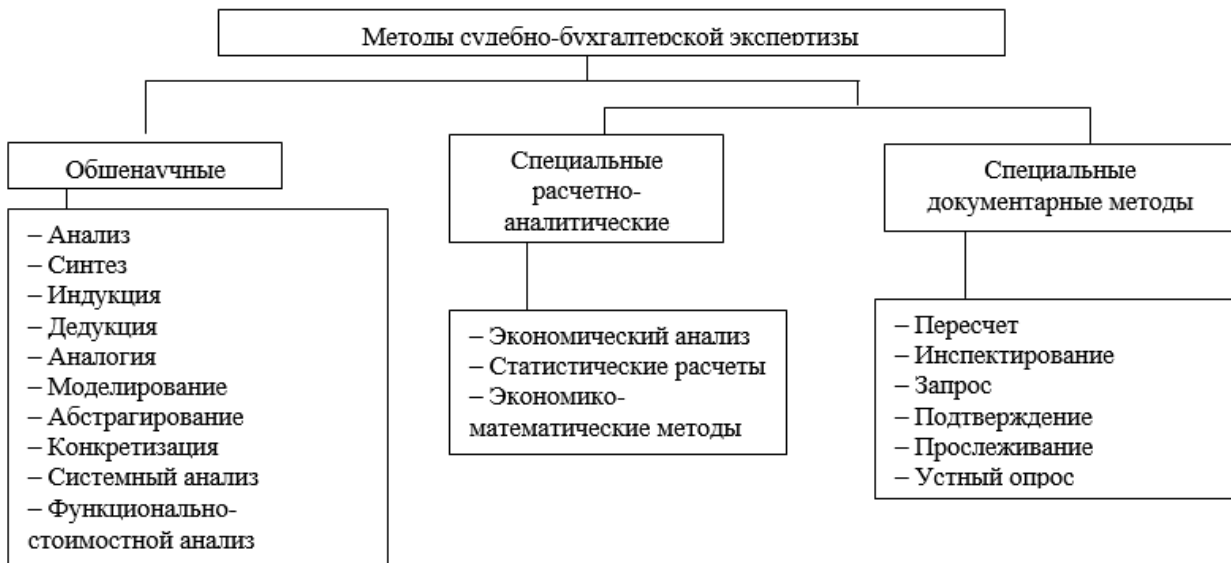 Методы судебно-бухгалтерской экспертизы
Общенаучные
– Анализ
– Синтез
– Индукция
– Дедукция
– Аналогия
– Моделирование
– Абстрагирование
– Конкретизация
– Системный анализ
– Функционально-
стоимостной анализ
Специальные
расчетно-
аналитические
– Экономический анализ
– Статистические расчеты
– Экономико-
математические методы
Специальные
документарные методы
– Пересчет
– Инспектирование
– Запрос
– Подтверждение
– Прослеживание
– Устный опрос